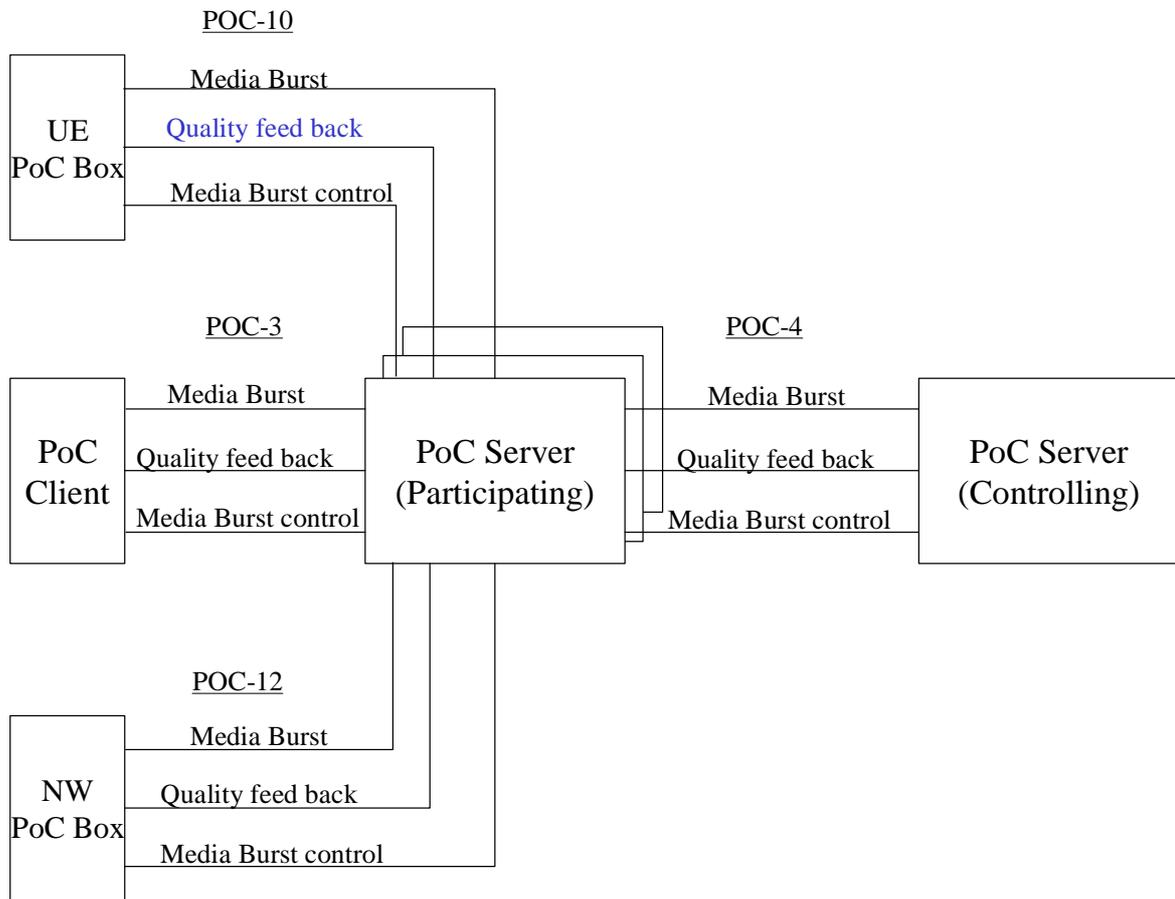 POC-10
Media Burst
UE
PoC Box
Quality feed back
Media Burst control
POC-3
POC-4
Media Burst
Media Burst
PoC
Client
Quality feed back
PoC Server
(Participating)
Quality feed back
PoC Server
(Controlling)
Media Burst control
Media Burst control
POC-12
Media Burst
NW
PoC Box
Quality feed back
Media Burst control